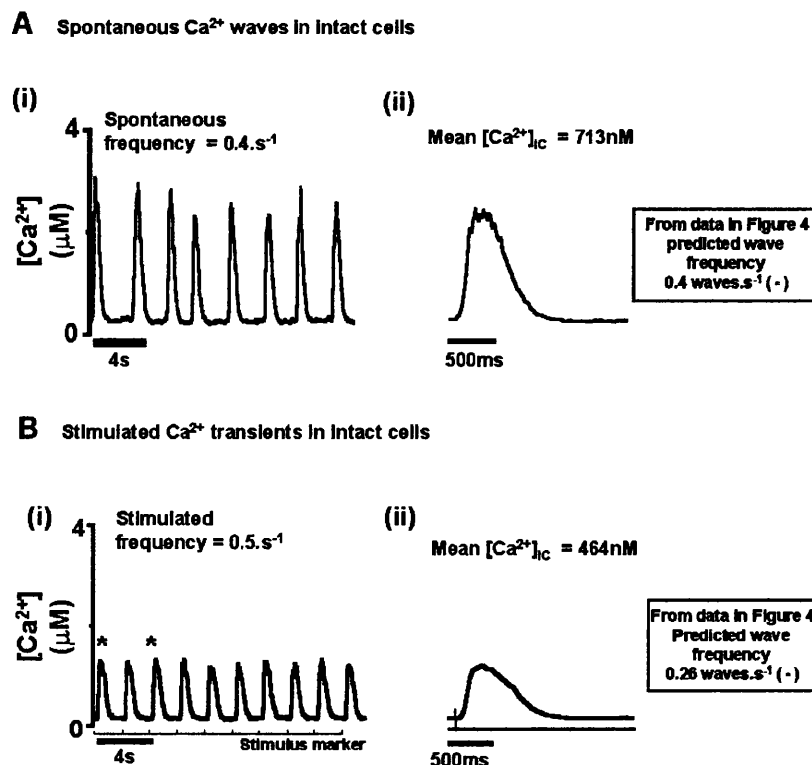 A Spontaneous Ca²⁺ waves in intact cells
(i)
Spontaneous
frequency = 0.4.s⁻¹
4
[Ca²⁺]
(μM)
0
4s
(ii)
Mean [Ca²⁺]IC = 713nM
500ms
From data in Figure 4
predicted wave
frequency
0.4 waves.s⁻¹ (-)
B Stimulated Ca²⁺ transients in intact cells
(i)
Stimulated
frequency = 0.5.s⁻¹
4
[Ca²⁺]
(μM)
* *
0
4s
Stimulus marker
(ii)
Mean [Ca²⁺]IC = 464nM
500ms
From data in Figure 4
Predicted wave
frequency
0.26 waves.s⁻¹ (-)